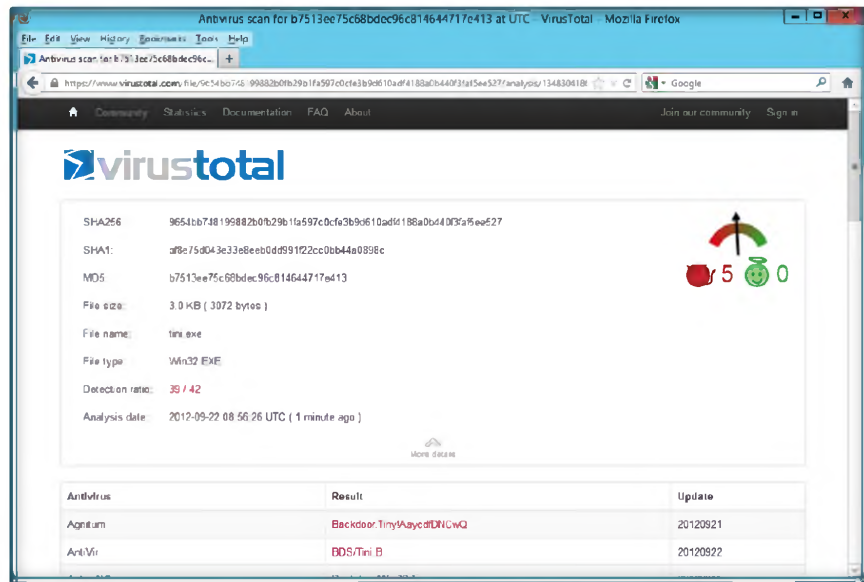 Antivirus scan for b7513ee75c68bdec96c814644717e413 at UTC - VirusTotal - Mozilla Firefox
File Edit View History Bookmarks Tools Help
Antivirus scan for b7513ee75c68bdec96c... +
https://www.virustotal.com/file/ Google
Community Statistics Documentation FAQ About Join our community Sign in
virustotal
SHA256:
SHA1:
MD5: b7513ee75c68bdec96c814644717e413
File size: 3.0 KB ( 3072 bytes )
File name: tini.exe
File type: Win32 EXE
Detection ratio: 39 / 42
Analysis date: 2012-09-22 08:56:26 UTC ( 1 minute ago )
5 0
More details
Antivirus Result Update
Agnitum 20120921
AntiVir BDS/Tini.B 20120922